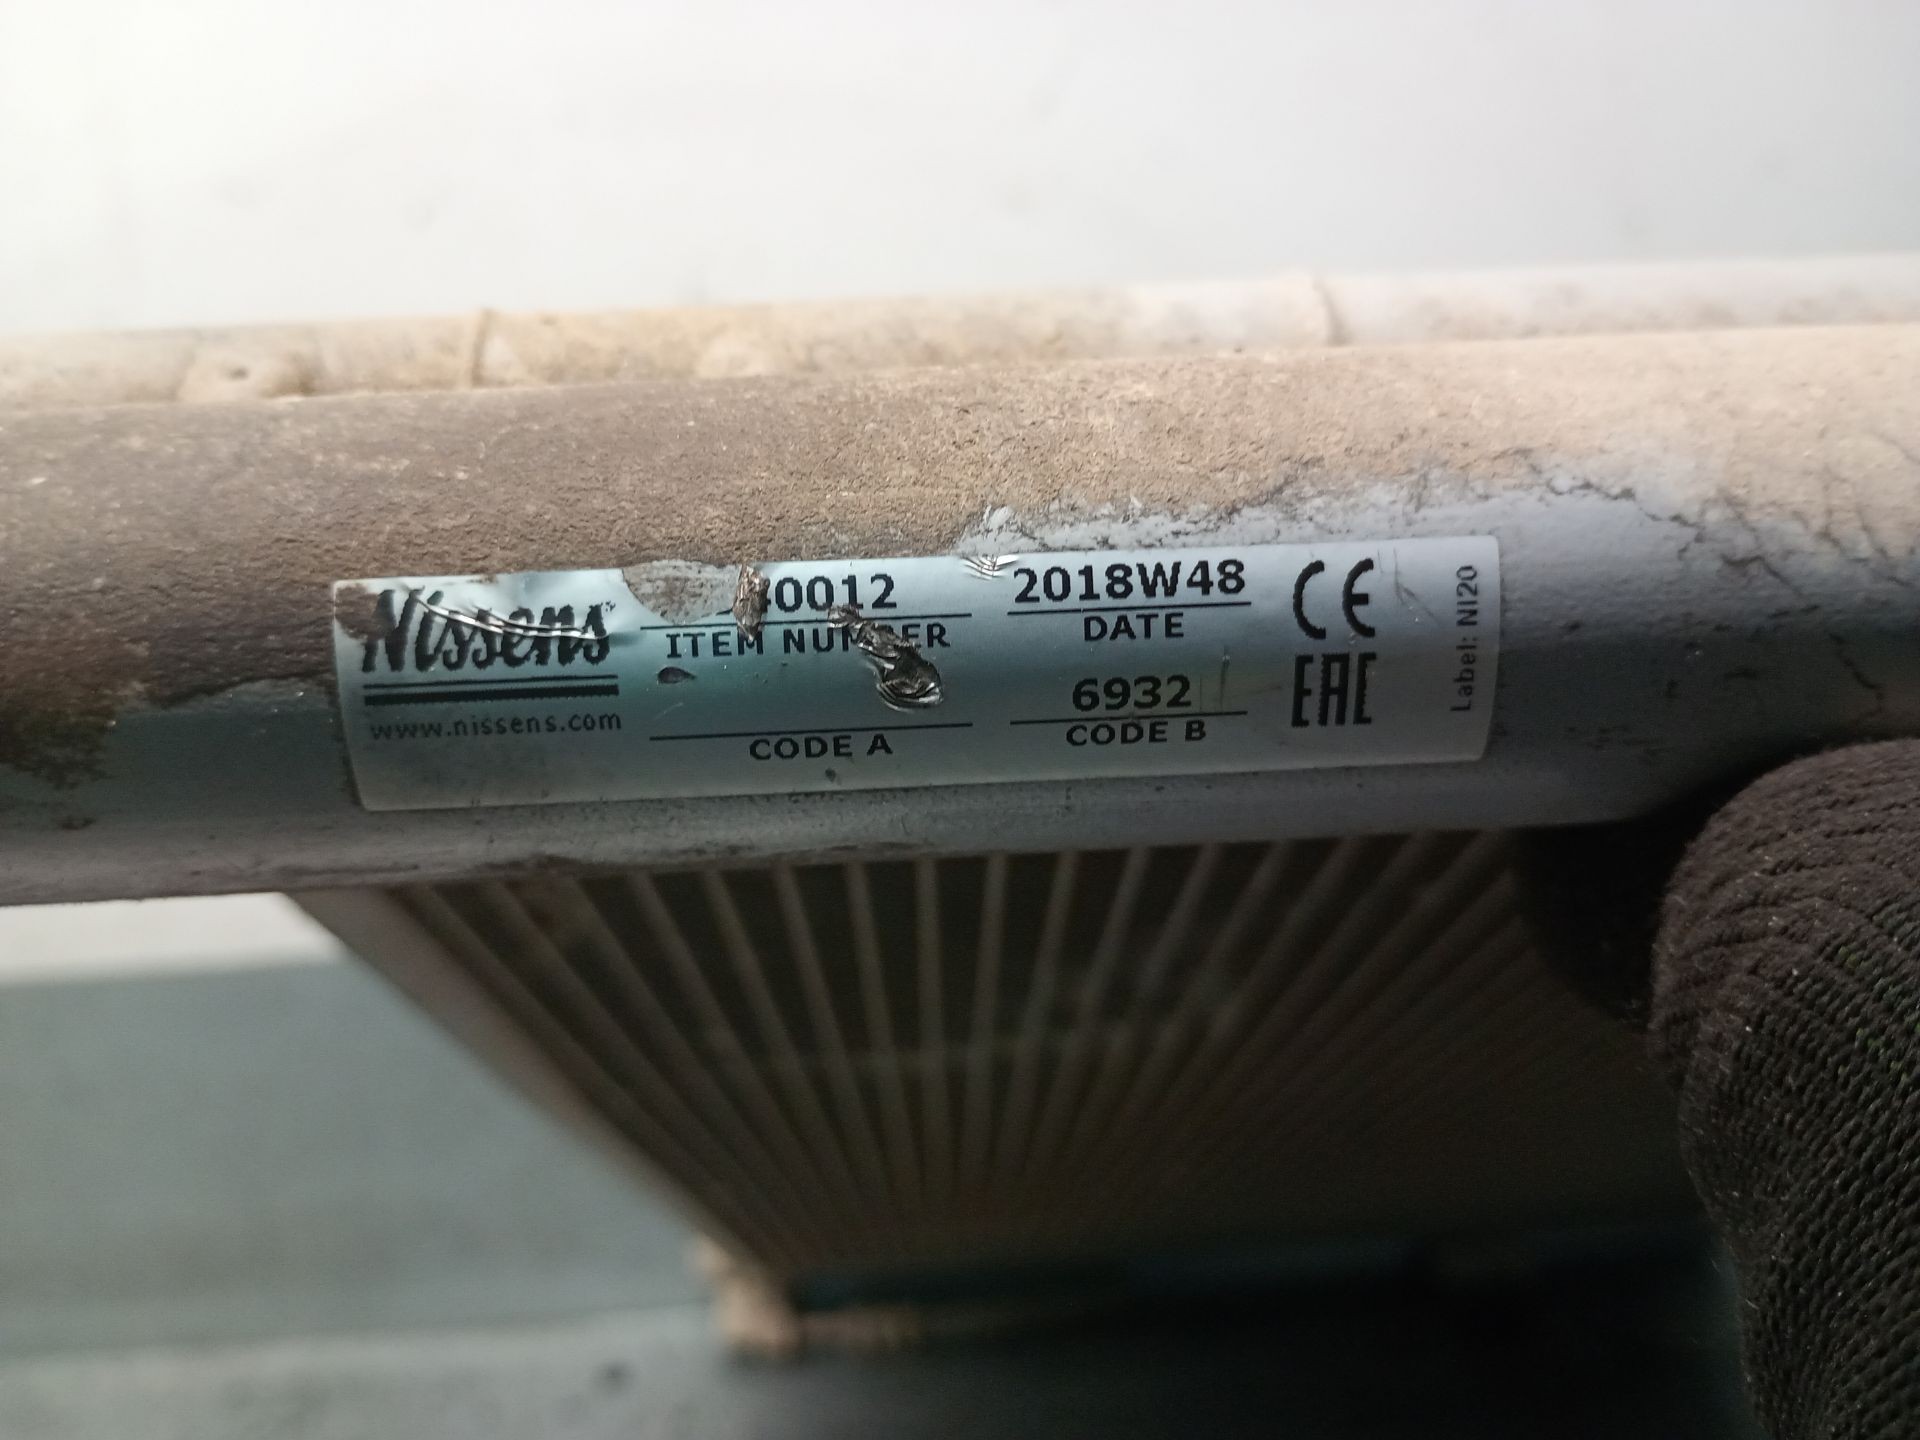 Nissens
www.nissens.com
0012
ITEM NUMBER
CODE A
2018W48
DATE
6932
CODE B
CE
EAC
Label: NI20